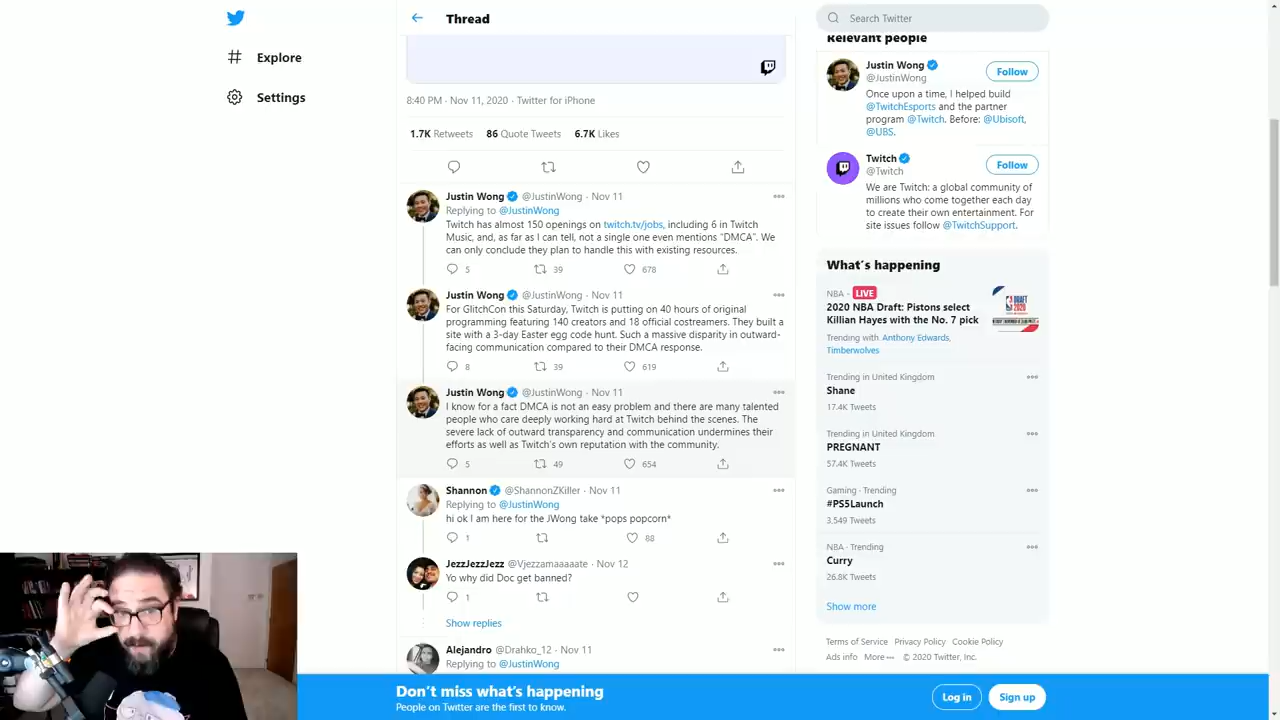 Explore
Settings
Thread
8:40 PM · Nov 11, 2020 · Twitter for iPhone
1.7K Retweets 86 Quote Tweets 6.7K Likes
Justin Wong @JustinWong · Nov 11
Replying to @JustinWong
Twitch has almost 150 openings on twitch.tv/jobs, including 6 in Twitch
Music, and, as far as I can tell, not a single one even mentions “DMCA”. We
can only conclude they plan to handle this with existing resources.
5 39 678
Justin Wong @JustinWong · Nov 11
For GlitchCon this Saturday, Twitch is putting on 40 hours of original
programming featuring 140 creators and 18 official costreamers. They built a
site with a 3-day Easter egg code hunt. Such a massive disparity in outward-
facing communication compared to their DMCA response.
8 39 619
Justin Wong @JustinWong · Nov 11
I know for a fact DMCA is not an easy problem and there are many talented
people who care deeply working hard at Twitch behind the scenes. The
severe lack of outward transparency and communication undermines their
efforts as well as Twitch's own reputation with the community.
5 49 654
Shannon @ShannonZKiller · Nov 11
Replying to @JustinWong
hi ok I am here for the JWong take *pops popcorn*
1 88
JezzJezzJezz @Vjezzamaaaaate · Nov 12
Yo why did Doc get banned?
1
Show replies
Alejandro @Drahko_12 · Nov 11
Replying to @JustinWong
Search Twitter
Relevant people
Justin Wong
@JustinWong
Follow
Once upon a time, I helped build
@TwitchEsports and the partner
program @Twitch. Before: @Ubisoft,
@UBS.
Twitch
@Twitch
Follow
We are Twitch: a global community of
millions who come together each day
to create their own entertainment. For
site issues follow @TwitchSupport.
What's happening
NBA · LIVE
2020 NBA Draft: Pistons select
Killian Hayes with the No. 7 pick
Trending with Anthony Edwards,
Timberwolves
Trending in United Kingdom
Shane
17.4K Tweets
Trending in United Kingdom
PREGNANT
57.4K Tweets
Gaming · Trending
#PS5Launch
3,549 Tweets
NBA · Trending
Curry
26.8K Tweets
Show more
Terms of Service Privacy Policy Cookie Policy
Ads info More © 2020 Twitter, Inc.
Don't miss what's happening
People on Twitter are the first to know.
Log in
Sign up